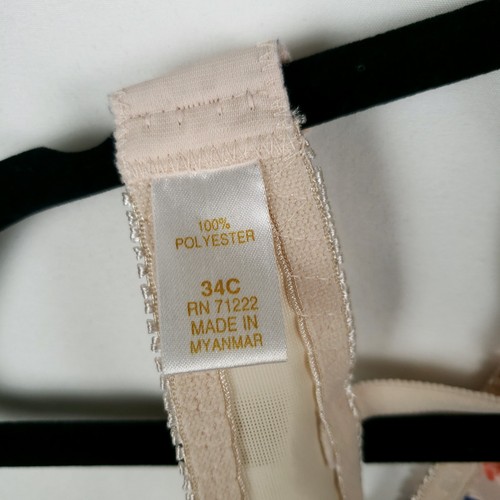 100%
POLYESTER
34C
RN 71222
MADE IN
MYANMAR